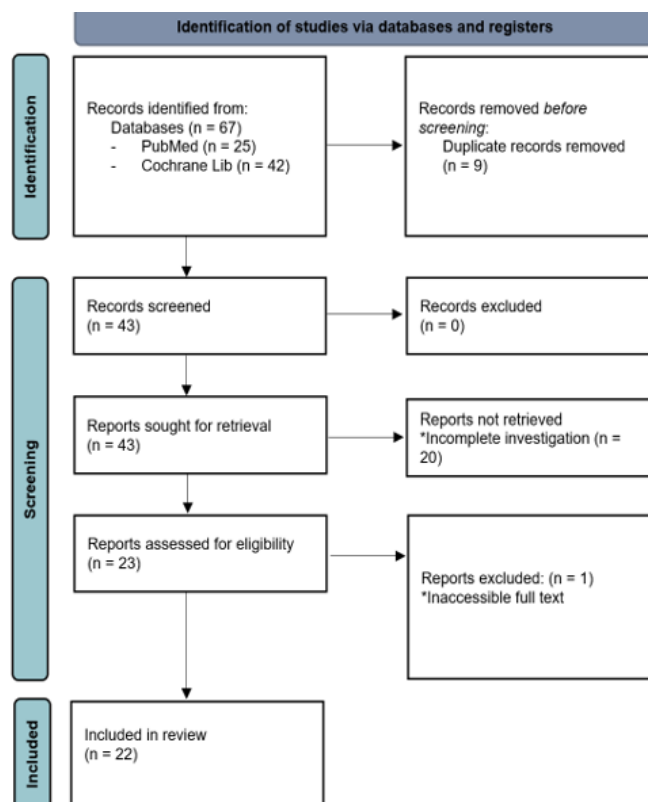 Identification of studies via databases and registers
Identification
Records identified from:
Databases (n = 67)
- PubMed (n = 25)
- Cochrane Lib (n = 42)
Records removed before
screening:
Duplicate records removed
(n = 9)
Screening
Records screened
(n = 43)
Records excluded
(n = 0)
Reports sought for retrieval
(n = 43)
Reports not retrieved
*Incomplete investigation (n =
20)
Reports assessed for eligibility
(n = 23)
Reports excluded: (n = 1)
*Inaccessible full text
Included
Included in review
(n = 22)